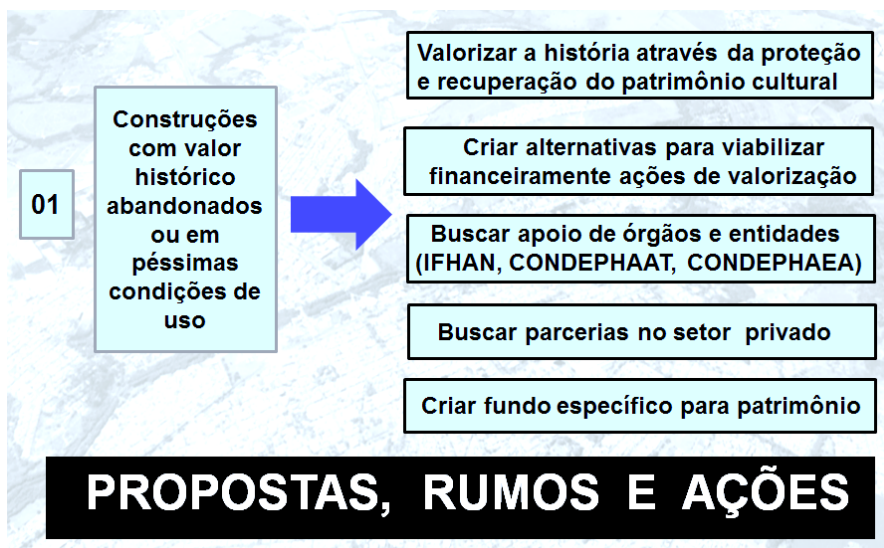 01
Construções
com valor
histórico
abandonados
ou em
péssimas
condições de
uso
Valorizar a história através da proteção
e recuperação do patrimônio cultural
Criar alternativas para viabilizar
financeiramente ações de valorização
Buscar apoio de órgãos e entidades
(IFHAN, CONDEPHAAT, CONDEPHAEA)
Buscar parcerias no setor privado
Criar fundo específico para patrimônio
PROPOSTAS, RUMOS E AÇÕES